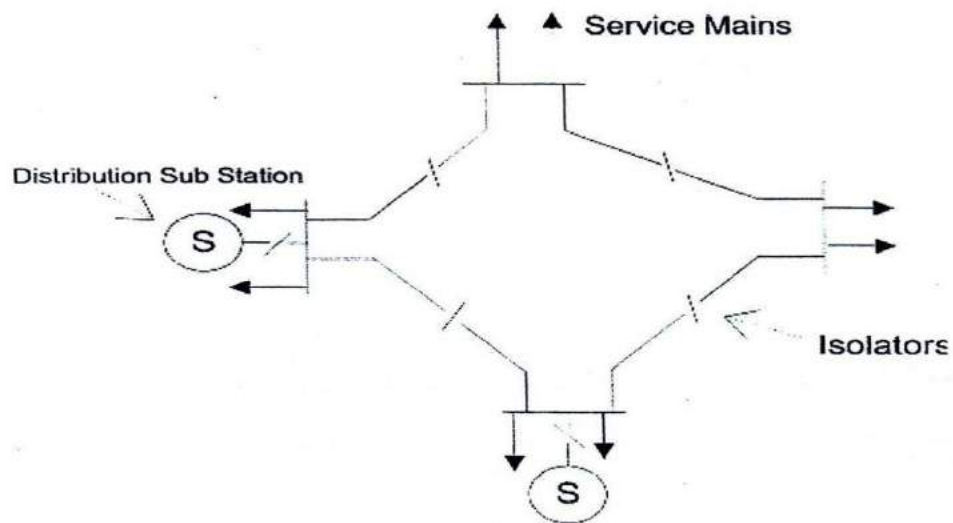 Service Mains
Distribution Sub Station
S
Isolators
S